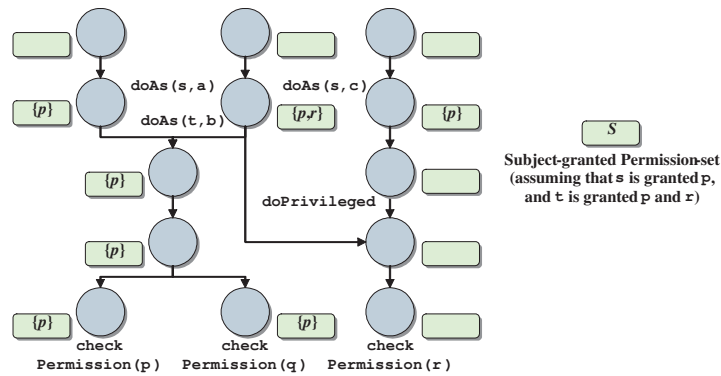 doAs(s,a)
doAs(s,c)
{p}
doAs(t,b)
{p,r}
{p}
S
Subject-granted Permission-set
(assuming that s is granted p,
and t is granted p and r)
{p}
doPrivileged
{p}
{p}
{p}
check
Permission(p)
check
Permission(q)
check
Permission(r)